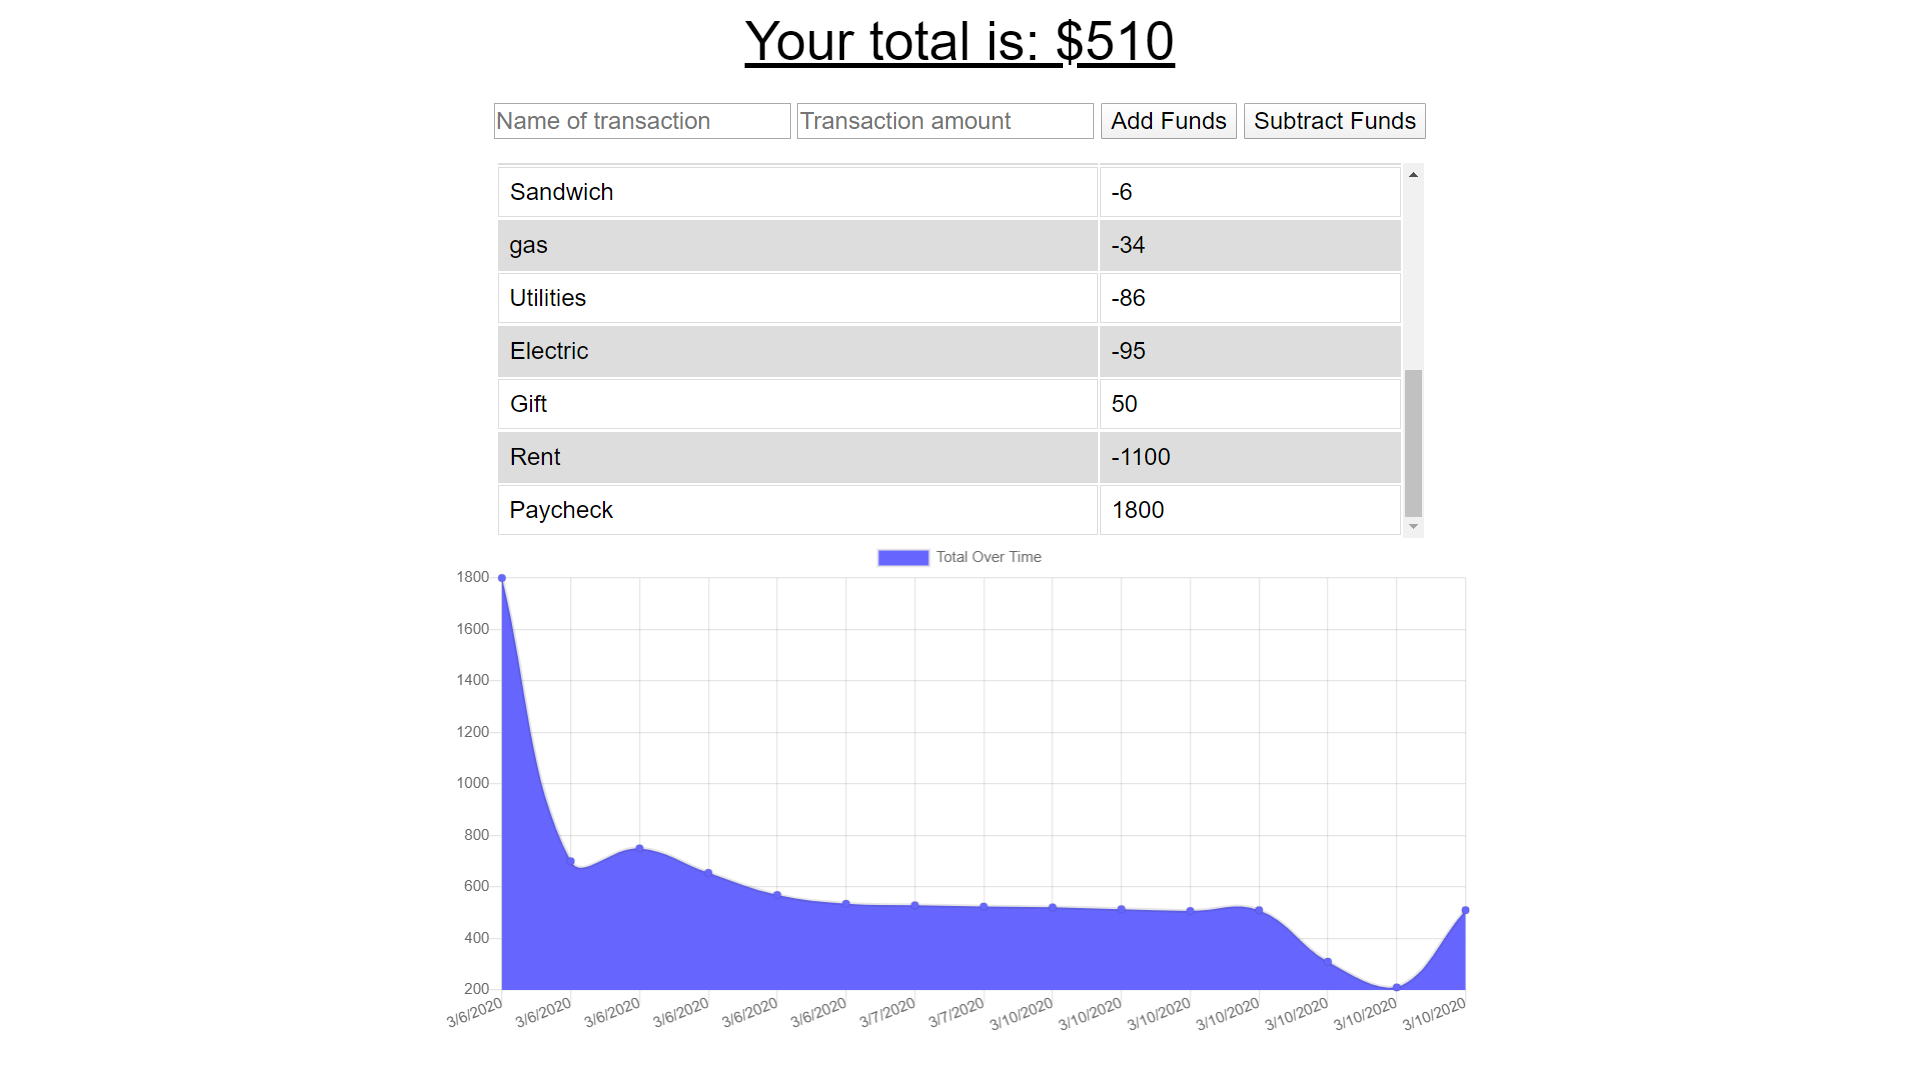 Your total is: $510
Name of transaction Transaction amount Add Funds Subtract Funds
Sandwich -6
gas -34
Utilities -86
Electric -95
Gift 50
Rent -1100
Paycheck 1800
Total Over Time
1800
1600
1400
1200
1000
800
600
400
200
3/6/2020 3/6/2020 3/6/2020 3/6/2020 3/6/2020 3/6/2020 3/7/2020 3/7/2020 3/10/2020 3/10/2020 3/10/2020 3/10/2020 3/10/2020 3/10/2020 3/10/2020